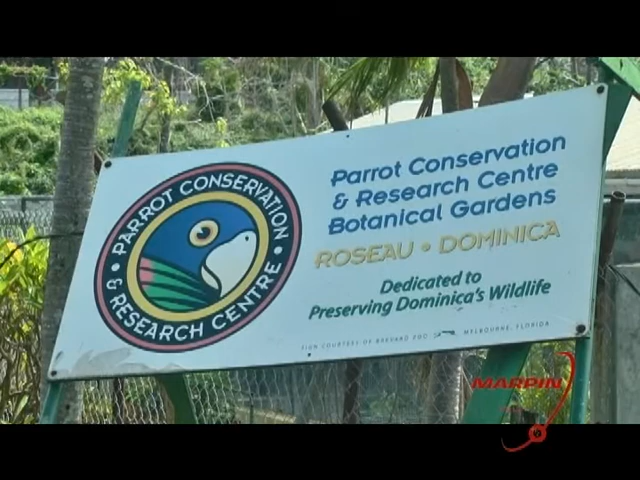 PARROT CONSERVATION
& RESEARCH CENTRE
Parrot Conservation
& Research Centre
Botanical Gardens
ROSEAU • DOMINICA
Dedicated to
Preserving Dominica's Wildlife
SIGN COURTESY OF BREVARD ZOO MELBOURNE, FLORIDA
MARPIN